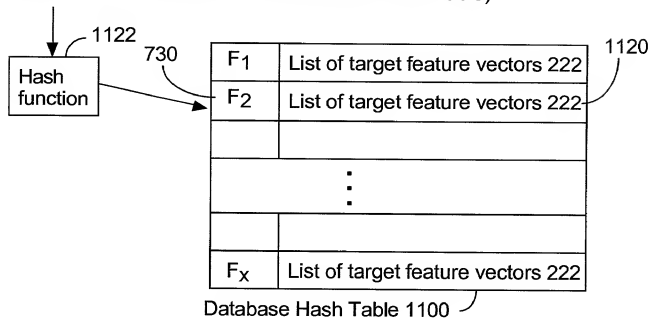 1122
Hash
function
730
1120
F1 List of target feature vectors 222
F2 List of target feature vectors 222
FX List of target feature vectors 222
Database Hash Table 1100